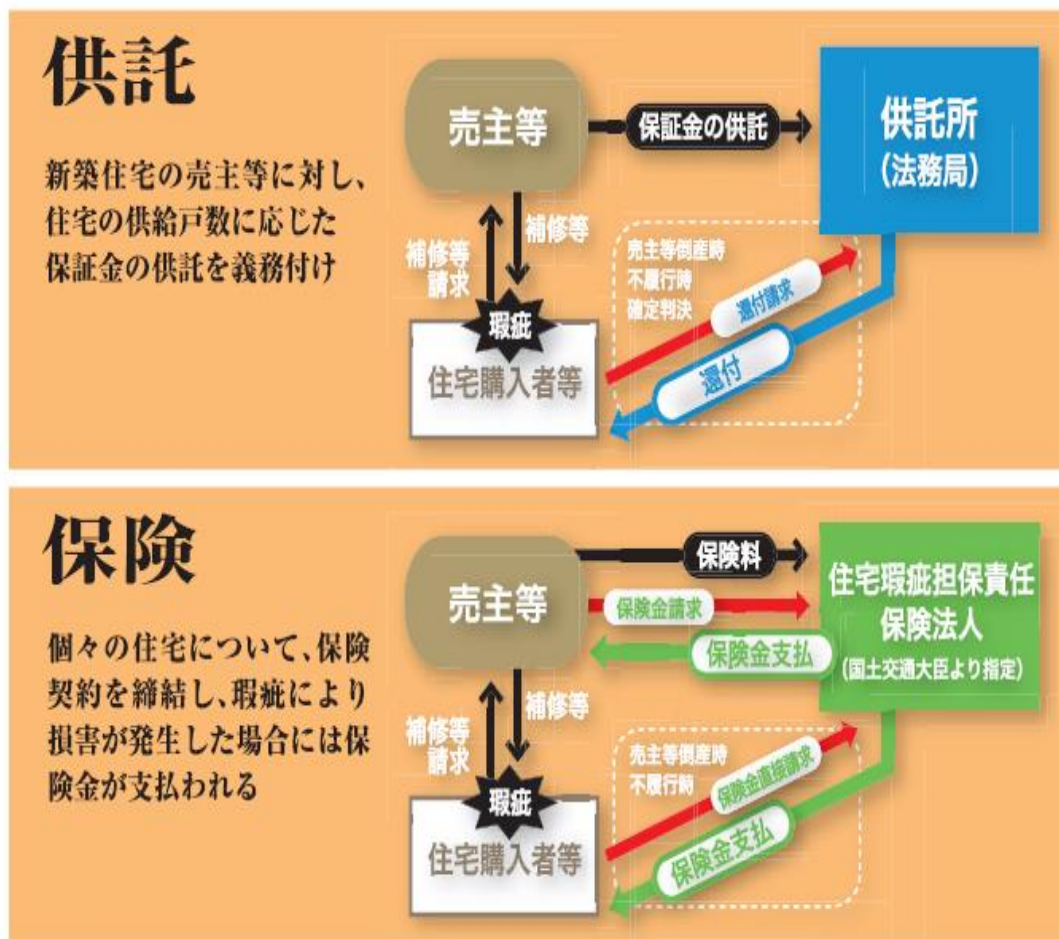 供託
新築住宅の売主等に対し、
住宅の供給戸数に応じた
保証金の供託を義務付け
売主等
保証金の供託
供託所
(法務局)
補修等
請求
補修等
瑕疵
住宅購入者等
売主等倒産時
不履行時
確定判決
還付請求
還付
保険
個々の住宅について、保険
契約を締結し、瑕疵により
損害が発生した場合には保
険金が支払われる
売主等
保険料
保険金請求
保険金支払
住宅瑕疵担保責任
保険法人
(国土交通大臣より指定)
補修等
請求
補修等
瑕疵
住宅購入者等
売主等倒産時
不履行時
保険金直接請求
保険金支払